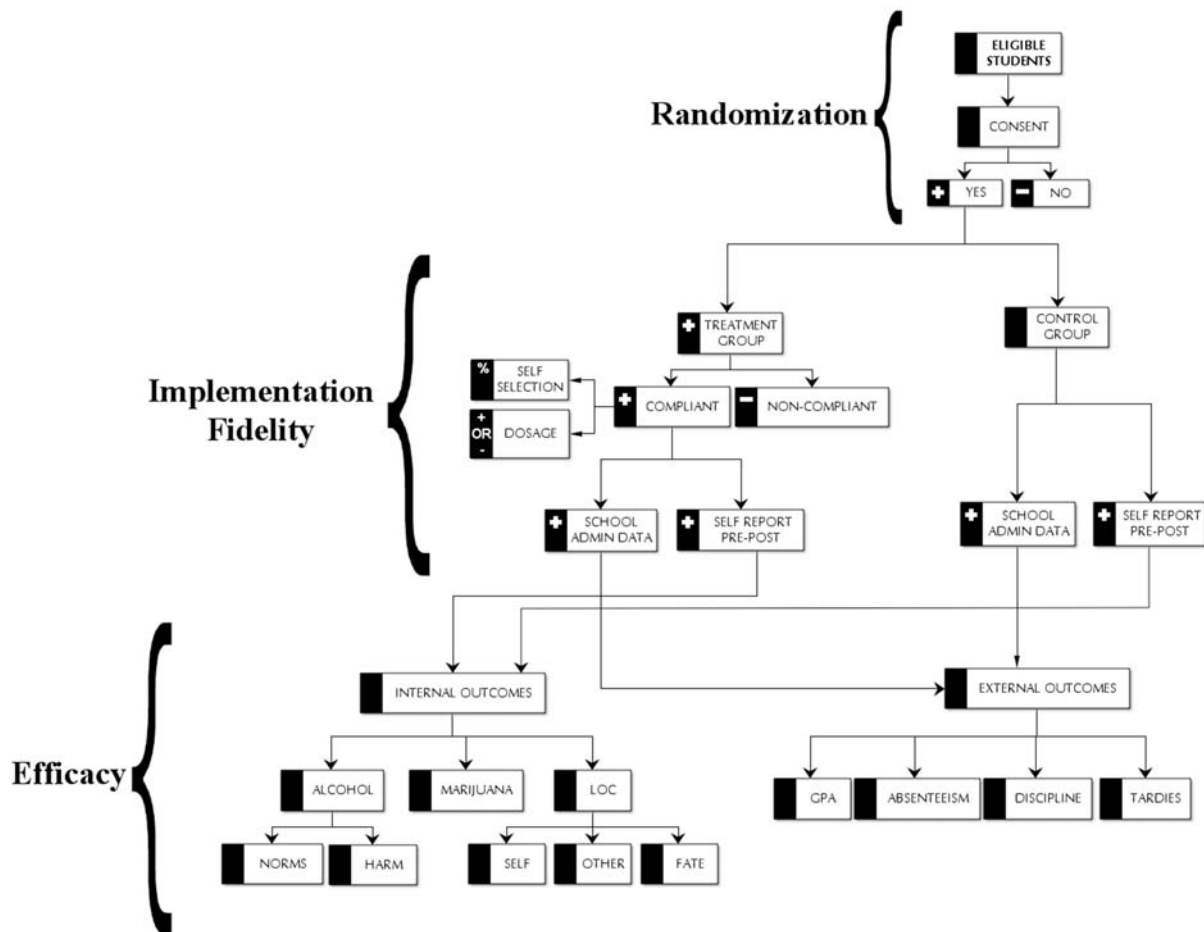 ELIGIBLE
STUDENTS
Randomization
CONSENT
+ YES
- NO
+ TREATMENT
GROUP
CONTROL
GROUP
% SELF
SELECTION
Implementation
Fidelity
+ COMPLIANT
- NON-COMPLIANT
+
OR DOSAGE
-
+ SCHOOL
ADMIN DATA
+ SELF REPORT
PRE-POST
+ SCHOOL
ADMIN DATA
+ SELF REPORT
PRE-POST
INTERNAL OUTCOMES
EXTERNAL OUTCOMES
Efficacy
ALCOHOL
MARIJUANA
LOC
GPA
ABSENTEEISM
DISCIPLINE
TARDIES
NORMS
HARM
SELF
OTHER
FATE